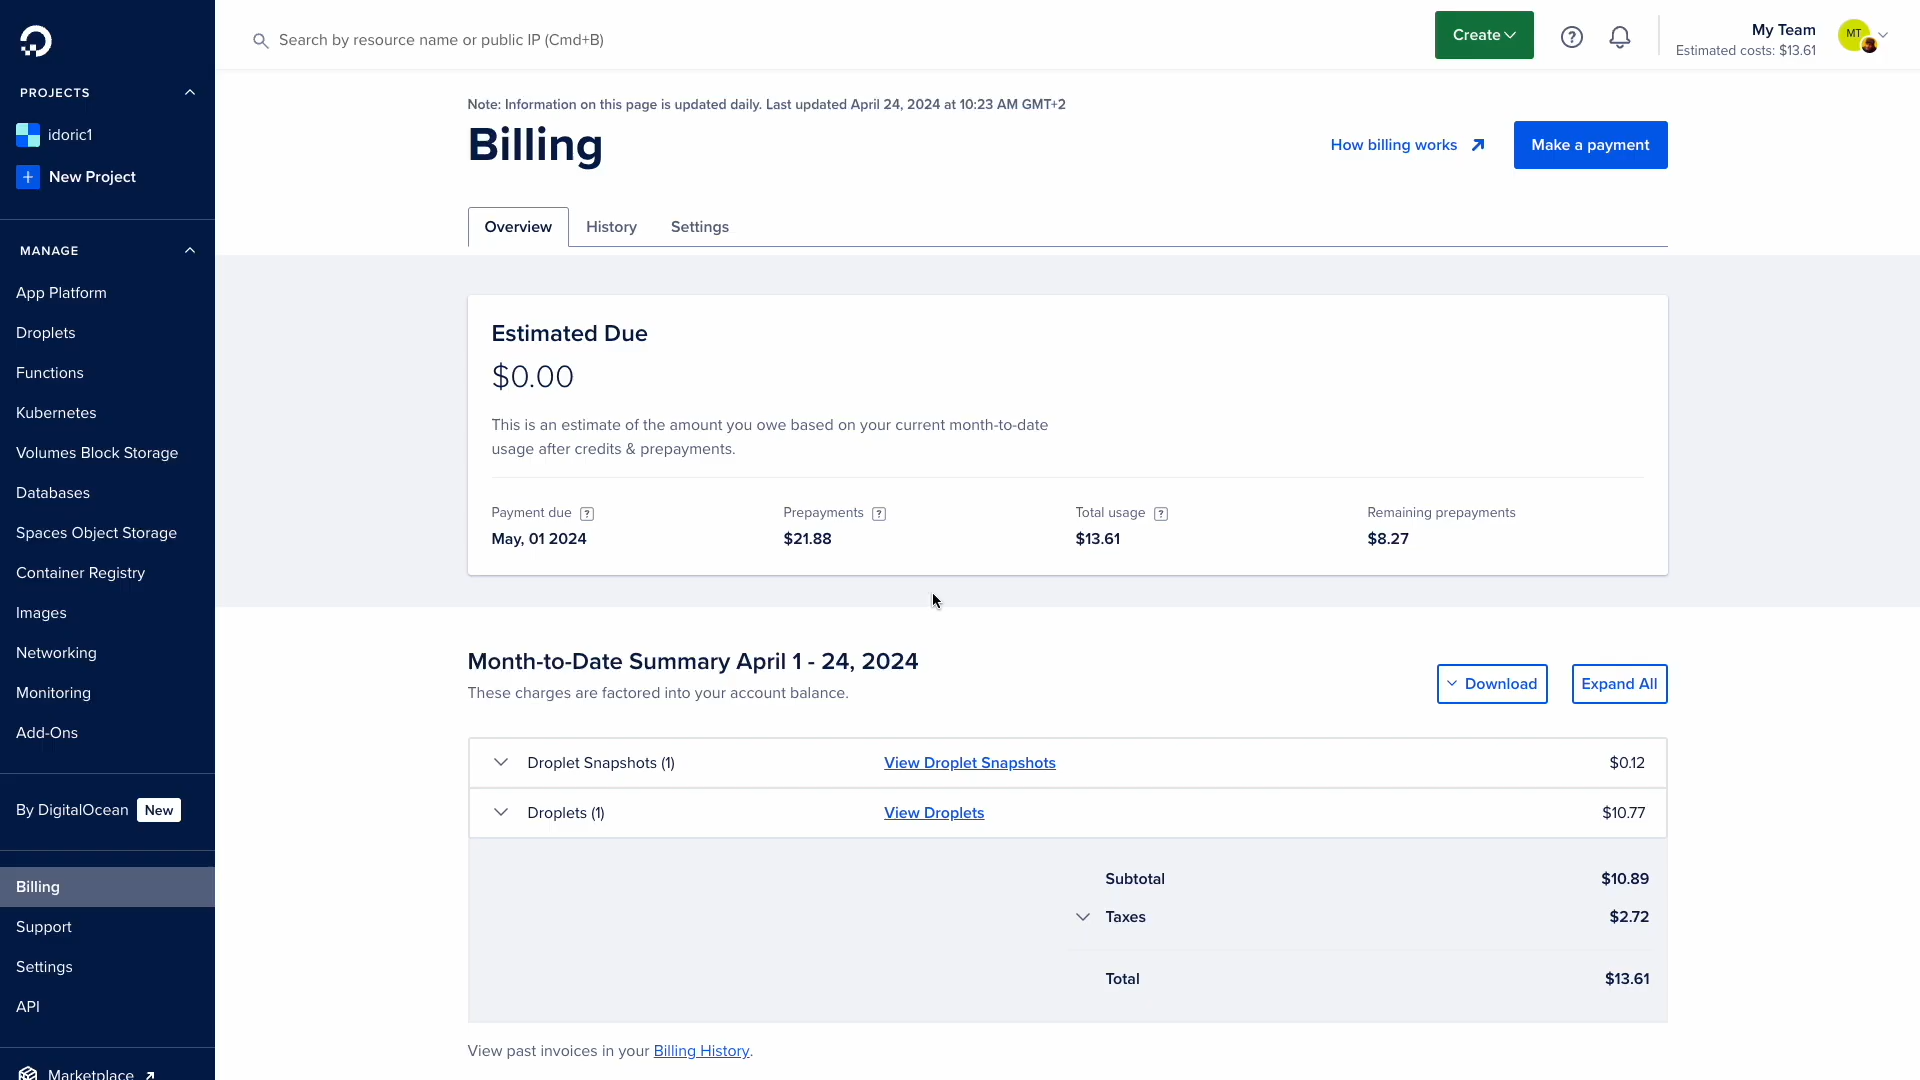 Search by resource name or public IP (Cmd+B)
Create
My Team
Estimated costs: $13.61
MT
PROJECTS
idoric1
New Project
MANAGE
App Platform
Droplets
Functions
Kubernetes
Volumes Block Storage
Databases
Spaces Object Storage
Container Registry
Images
Networking
Monitoring
Add-Ons
By DigitalOcean New
Billing
Support
Settings
API
Marketplace
Note: Information on this page is updated daily. Last updated April 24, 2024 at 10:23 AM GMT+2
Billing
How billing works
Make a payment
Overview History Settings
Estimated Due
$0.00
This is an estimate of the amount you owe based on your current month-to-date
usage after credits & prepayments.
Payment due ? Prepayments ? Total usage ? Remaining prepayments
May, 01 2024 $21.88 $13.61 $8.27
Month-to-Date Summary April 1 - 24, 2024
These charges are factored into your account balance.
Download Expand All
Droplet Snapshots (1) View Droplet Snapshots $0.12
Droplets (1) View Droplets $10.77
Subtotal $10.89
Taxes $2.72
Total $13.61
View past invoices in your Billing History.